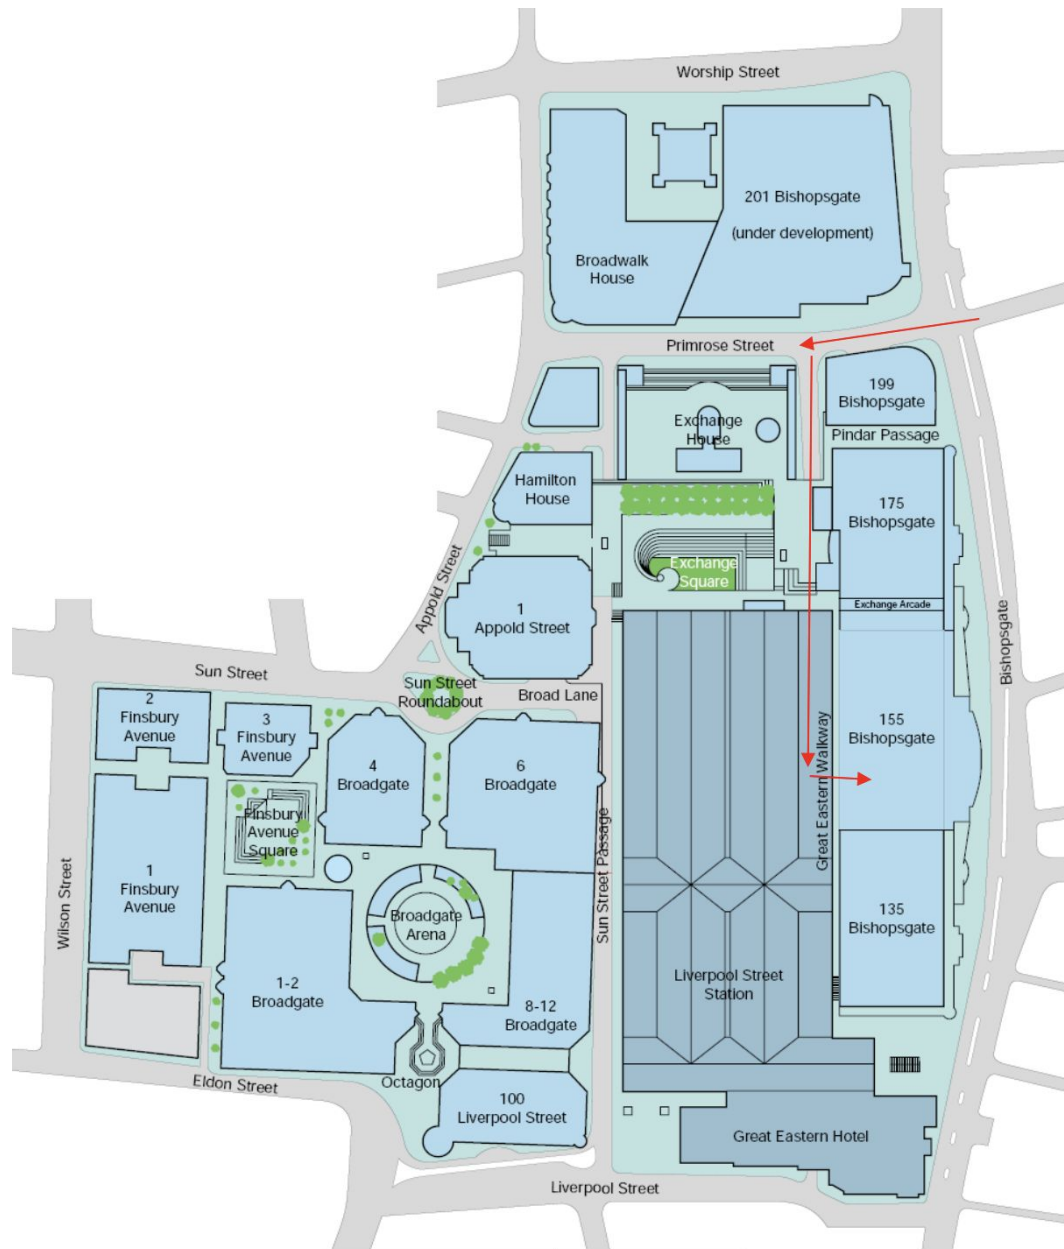 Worship Street
201 Bishopsgate
(under development)
Broadwalk
House
Primrose Street
199
Bishopsgate
Exchange
House
Pindar Passage
Hamilton
House
175
Bishopsgate
Appold Street
Exchange
Square
1
Appold Street
Exchange Arcade
Bishopsgate
Sun Street
Sun Street
Roundabout
Broad Lane
2
Finsbury
Avenue
3
Finsbury
Avenue
4
Broadgate
6
Broadgate
155
Bishopsgate
Great Eastern Walkway
Finsbury
Avenue
Square
Sun Street Passage
Wilson Street
1
Finsbury
Avenue
Broadgate
Arena
135
Bishopsgate
1-2
Broadgate
Liverpool Street
Station
8-12
Broadgate
Eldon Street
Octagon
100
Liverpool Street
Great Eastern Hotel
Liverpool Street